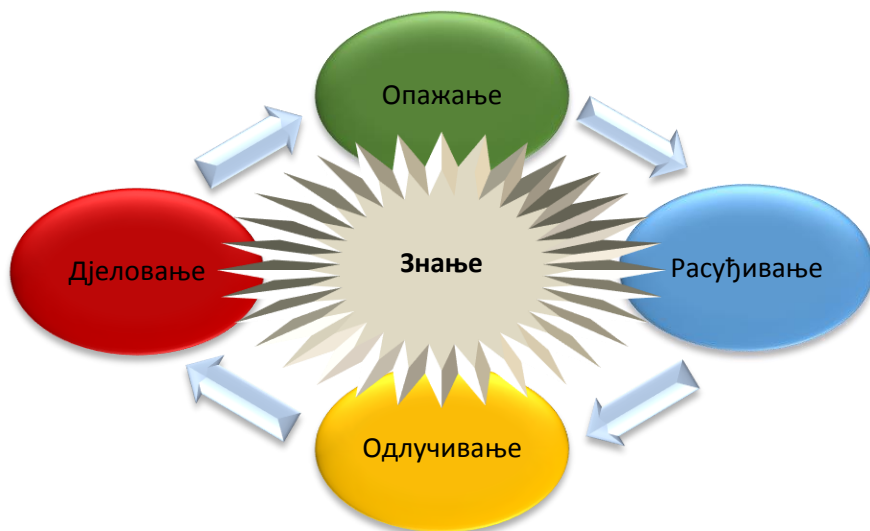 Опажање
Дјеловање
Знање
Расуђивање
Одлучивање